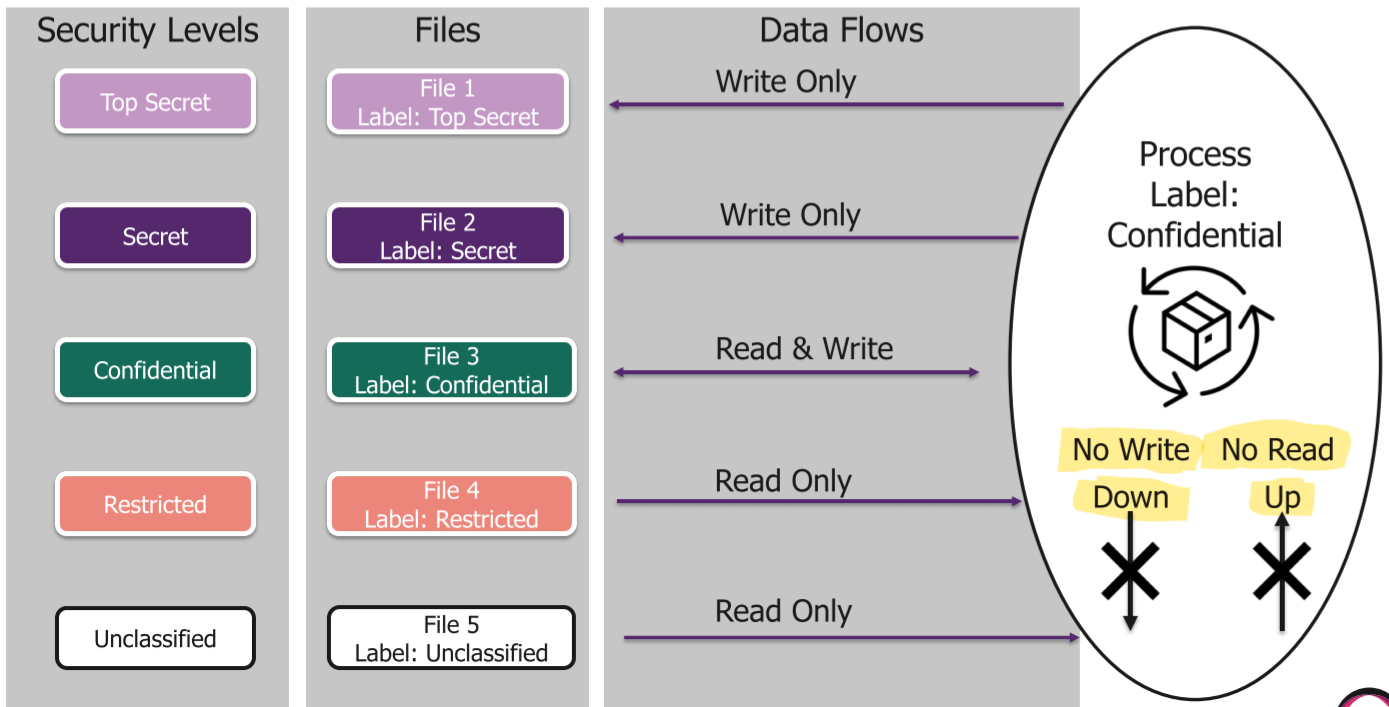 Security Levels
Files
Data Flows
Top Secret
File 1
Label: Top Secret
Write Only
Secret
File 2
Label: Secret
Write Only
Confidential
File 3
Label: Confidential
Read & Write
Restricted
File 4
Label: Restricted
Read Only
Unclassified
File 5
Label: Unclassified
Read Only
Process
Label:
Confidential
No Write
Down
No Read
Up